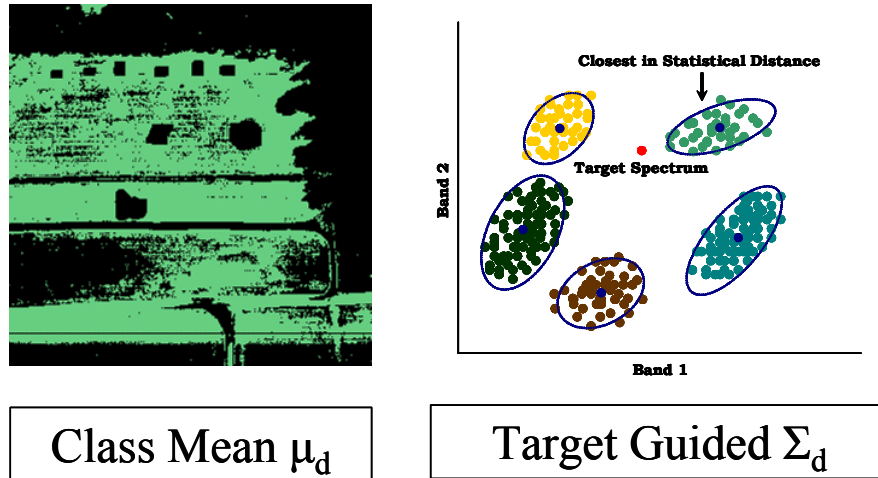 Closest in Statistical Distance
Target Spectrum
Band 2
Band 1
Class Mean μd
Target Guided Σd